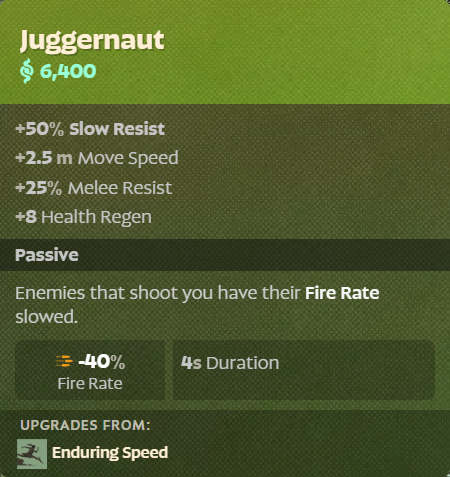 Juggernaut
6,400
+50% Slow Resist
+2.5 m Move Speed
+25% Melee Resist
+8 Health Regen
Passive
Enemies that shoot you have their Fire Rate
slowed.
-40%
Fire Rate
4s Duration
UPGRADES FROM:
Enduring Speed